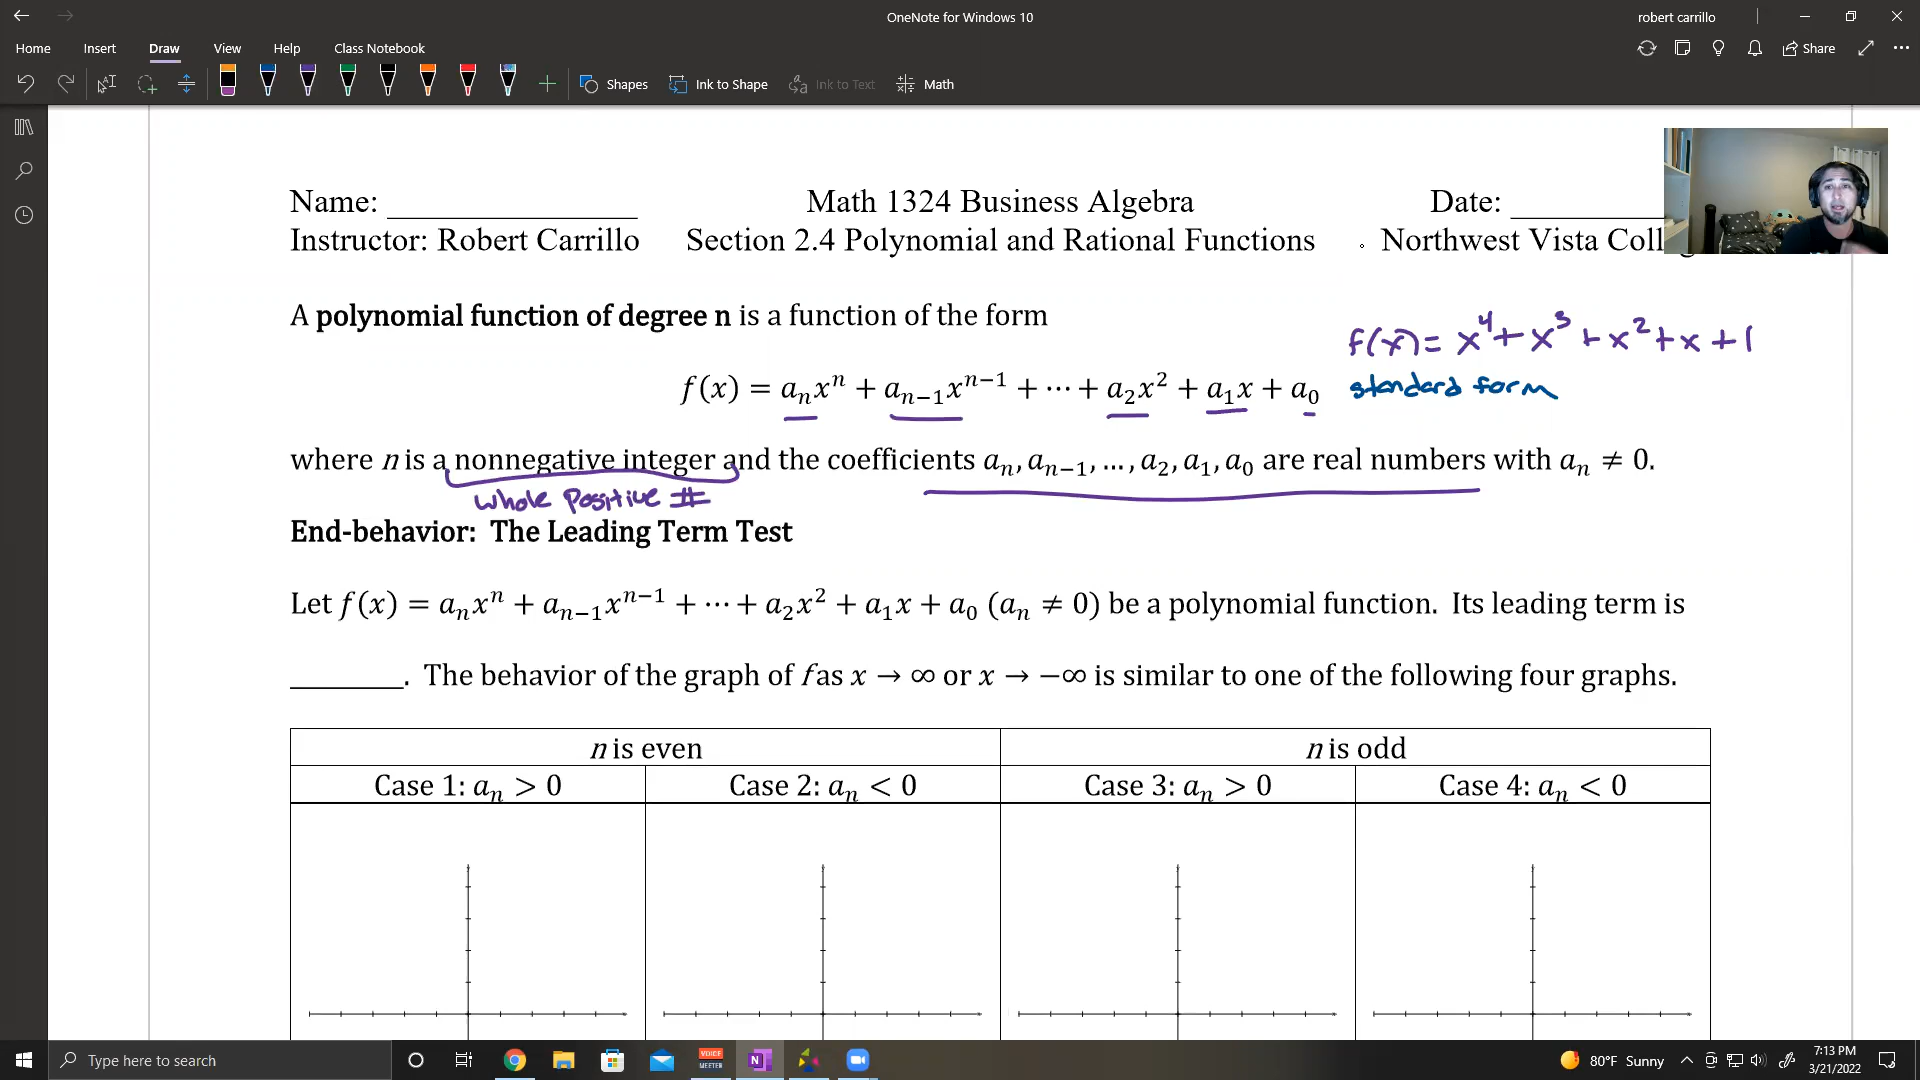 OneNote for Windows 10
robert carrillo
Home Insert Draw View Help Class Notebook
Share
Shapes Ink to Shape Ink to Text Math
Name: ________________ Math 1324 Business Algebra Date: __________
Instructor: Robert Carrillo Section 2.4 Polynomial and Rational Functions Northwest Vista Coll
A polynomial function of degree n is a function of the form
f(x) = x⁴ + x³ + x² + x + 1
f(x) = aₙxⁿ + aₙ₋₁xⁿ⁻¹ + ⋯ + a₂x² + a₁x + a₀ standard form
where n is a nonnegative integer and the coefficients aₙ, aₙ₋₁, …, a₂, a₁, a₀ are real numbers with aₙ ≠ 0.
whole positive #
End-behavior: The Leading Term Test
Let f(x) = aₙxⁿ + aₙ₋₁xⁿ⁻¹ + ⋯ + a₂x² + a₁x + a₀ (aₙ ≠ 0) be a polynomial function. Its leading term is
________. The behavior of the graph of f as x → ∞ or x → −∞ is similar to one of the following four graphs.
n is even n is odd
Case 1: aₙ > 0 Case 2: aₙ < 0 Case 3: aₙ > 0 Case 4: aₙ < 0
Type here to search
VOICE
MEETER
80°F Sunny
7:13 PM
3/21/2022